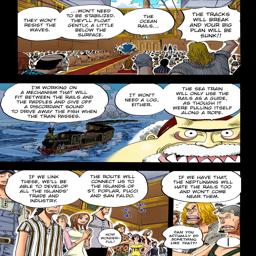 THEY WON'T
RESIST THE
WAVES.
...WON'T NEED
TO BE STABILIZED.
THEY'LL FLOAT
GENTLY, A LITTLE
BELOW THE
SURFACE.
THE
OCEAN
RAILS...
THE TRACKS
WILL BREAK
AND YOUR BIG
PLAN WILL BE
SUNK!!
I'M WORKING ON
A MECHANISM THAT WILL
FIT BETWEEN THE RAILS AND
THE PADDLES AND GIVE OFF
A DISCORDANT SOUND
TO DRIVE AWAY THE FISH WHEN
THE TRAIN PASSES.
IT WON'T
NEED A LOG,
EITHER.
THE SEA TRAIN
WILL ONLY USE THE
RAILS AS A GUIDE,
AS THOUGH IT
WERE PULLING ITSELF
ALONG A ROPE.
IF WE LINK
THESE, WE'LL BE
ABLE TO DEVELOP
ALL THE ISLANDS'
TRADE AND
INDUSTRY.
THE ROUTE WILL
CONNECT US TO
THE ISLANDS OF
ST. POPLAR, PUCCI
AND SAN FALDO.
IF WE HAVE THAT,
THE NEPTUNIANS WILL
HATE THE RAILS TOO
AND WON'T COME
NEAR THEM.
HOW
WONDERFUL!
CAN YOU
ACTUALLY DO
SOMETHING
LIKE THAT?!